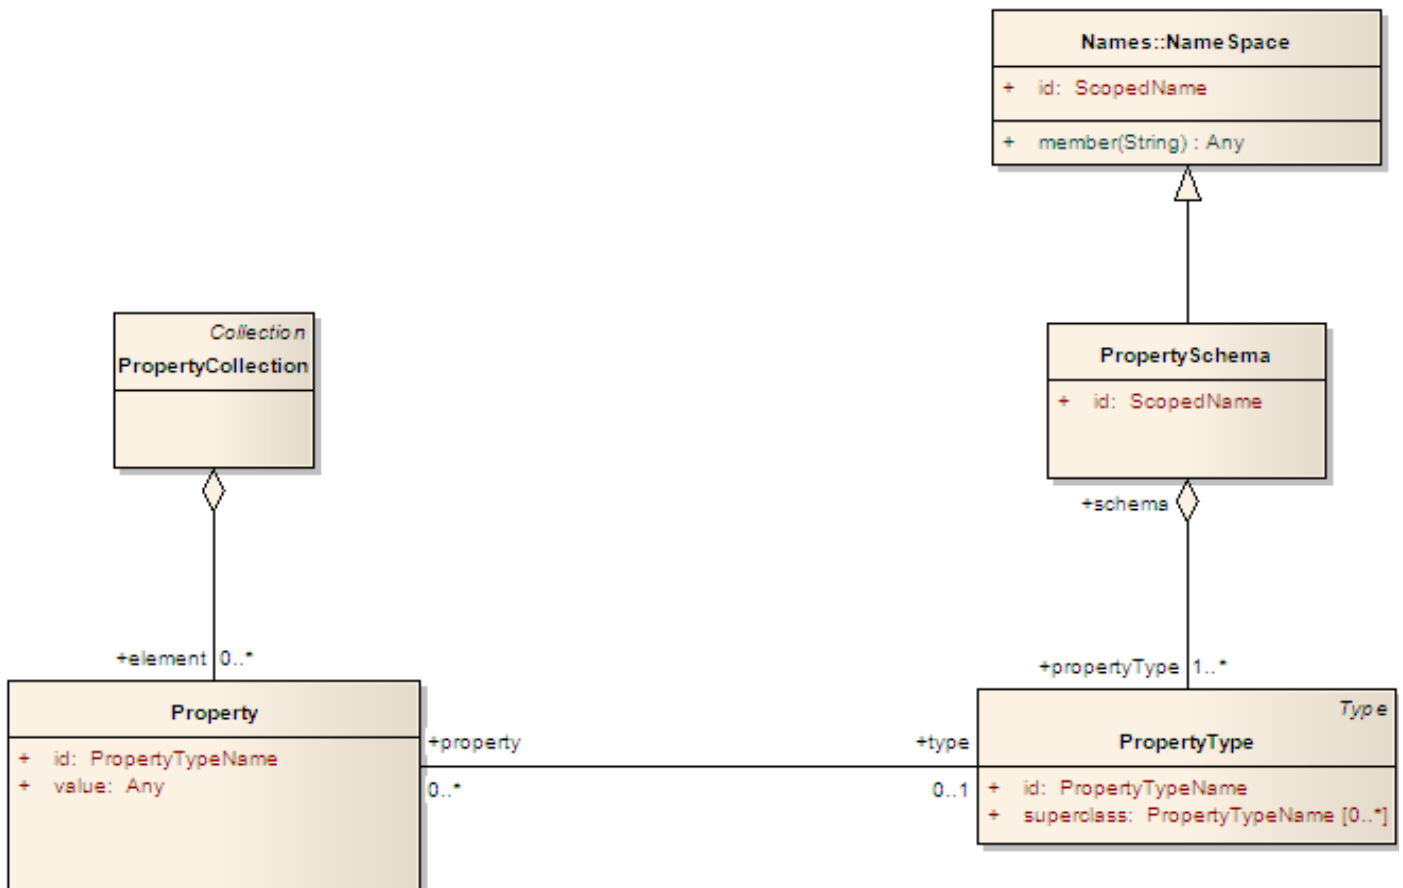 Names::NameSpace
+ id: ScopedName
+ member(String) : Any
Collection
PropertyCollection
PropertySchema
+ id: ScopedName
+schema
+element 0..*
+propertyType 1..*
Property
+ id: PropertyTypeName
+ value: Any
+property
0..*
+type
0..1
Type
PropertyType
+ id: PropertyTypeName
+ superclass: PropertyTypeName [0..*]